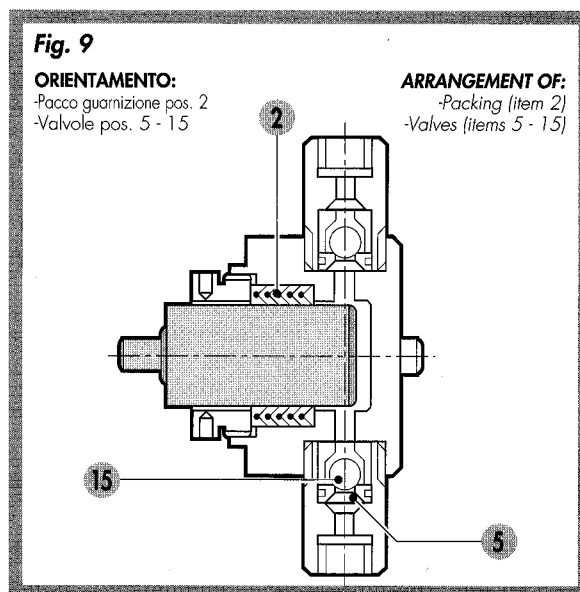 Fig. 9
ORIENTAMENTO:
-Pacco guarnizione pos. 2
-Valvole pos. 5 - 15
ARRANGEMENT OF:
-Packing (item 2)
-Valves (items 5 - 15)
2
15
5